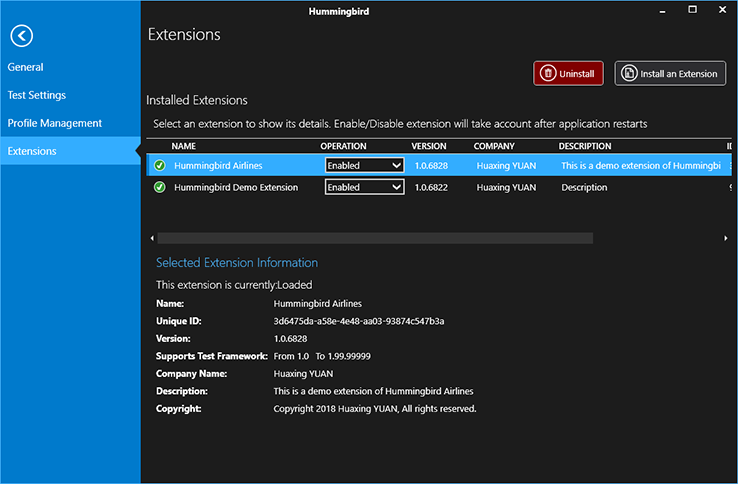 Hummingbird
Extensions
General
Test Settings
Profile Management
Extensions
Uninstall
Install an Extension
Installed Extensions
Select an extension to show its details. Enable/Disable extension will take account after application restarts
NAME OPERATION VERSION COMPANY DESCRIPTION
Hummingbird Airlines Enabled 1.0.6828 Huaxing YUAN This is a demo extension of Hummingbi
Hummingbird Demo Extension Enabled 1.0.6822 Huaxing YUAN Description
Selected Extension Information
This extension is currently:Loaded
Name: Hummingbird Airlines
Unique ID: 3d6475da-a58e-4e48-aa03-93874c547b3a
Version: 1.0.6828
Supports Test Framework: From 1.0 To 1.99.99999
Company Name: Huaxing YUAN
Description: This is a demo extension of Hummingbird Airlines
Copyright: Copyright 2018 Huaxing YUAN, All rights reserved.